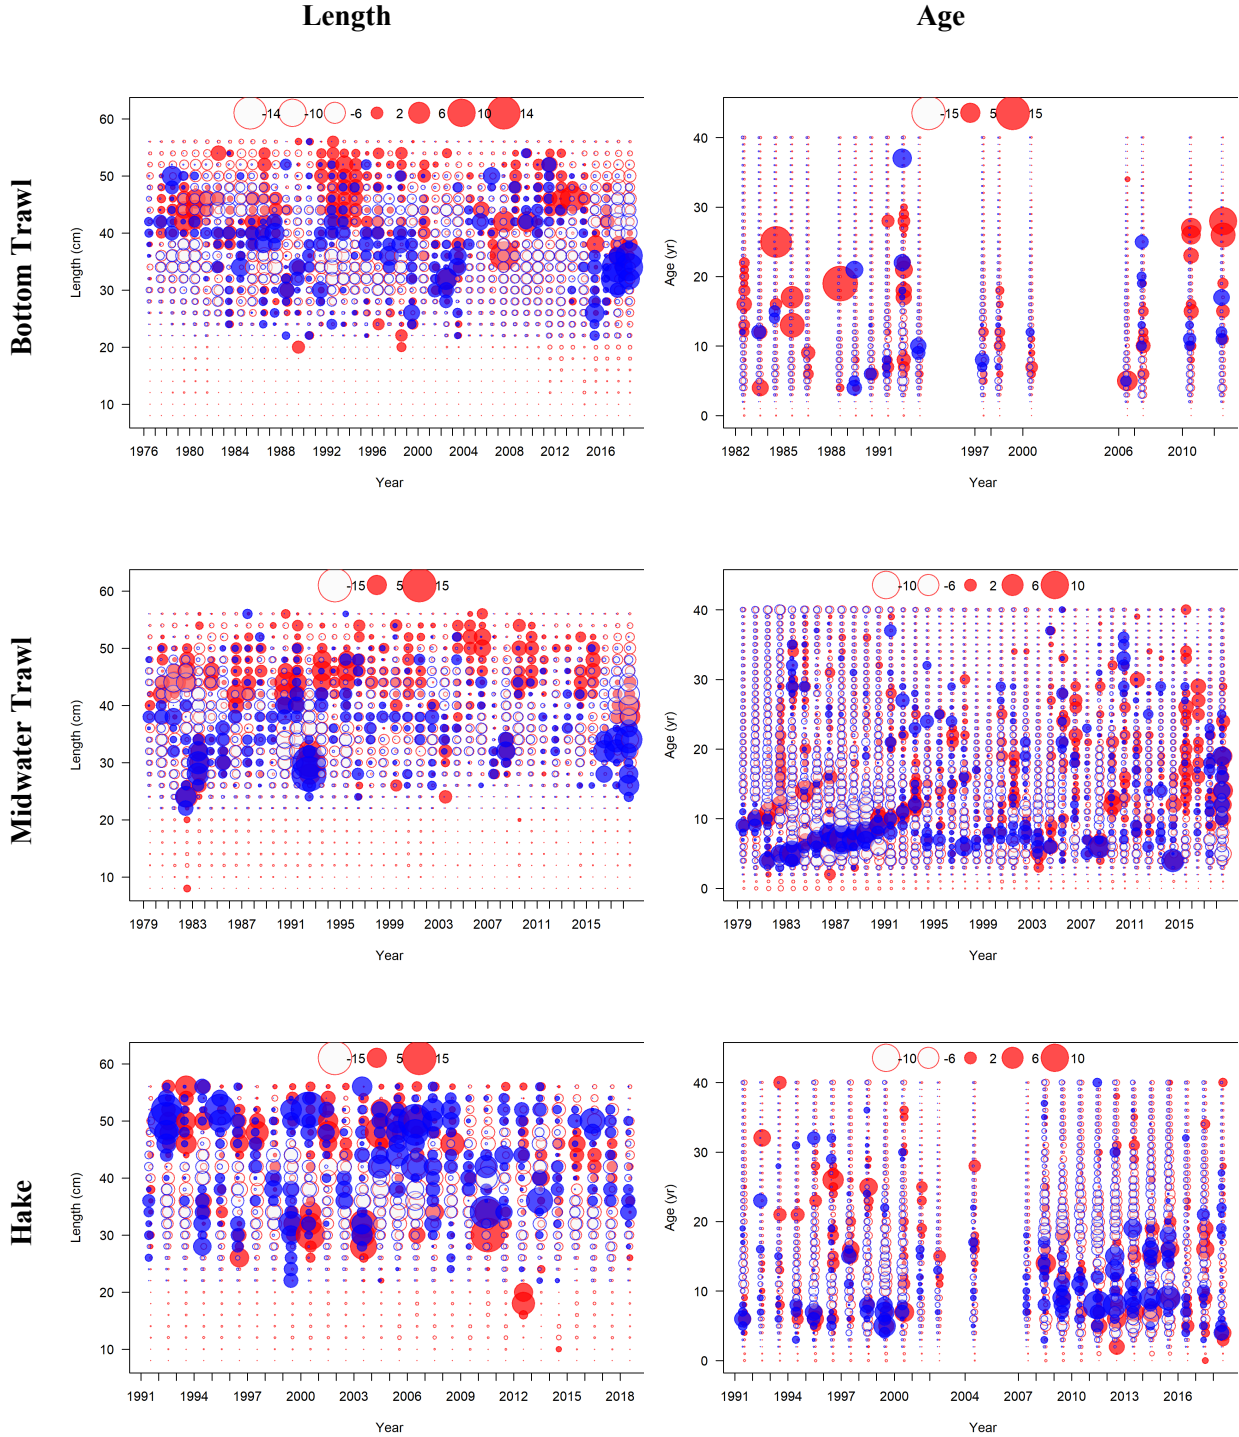 Length Age
Bottom Trawl
-14 -10 -6 2 6 10 14
60
50
40
30
20
10
Length (cm)
1976 1980 1984 1988 1992 1996 2000 2004 2008 2012 2016
Year
-15 5 15
40
30
20
10
0
Age (yr)
1982 1985 1988 1991 1997 2000 2006 2010
Year
Midwater Trawl
-15 5 15
60
50
40
30
20
10
Length (cm)
1979 1983 1987 1991 1995 1999 2003 2007 2011 2015
Year
-10 -6 2 6 10
40
30
20
10
0
Age (yr)
1979 1983 1987 1991 1995 1999 2003 2007 2011 2015
Year
Hake
-15 5 15
60
50
40
30
20
10
Length (cm)
1991 1994 1997 2000 2003 2006 2009 2012 2015 2018
Year
-10 -6 2 6 10
40
30
20
10
0
Age (yr)
1991 1994 1997 2000 2004 2007 2010 2013 2016
Year